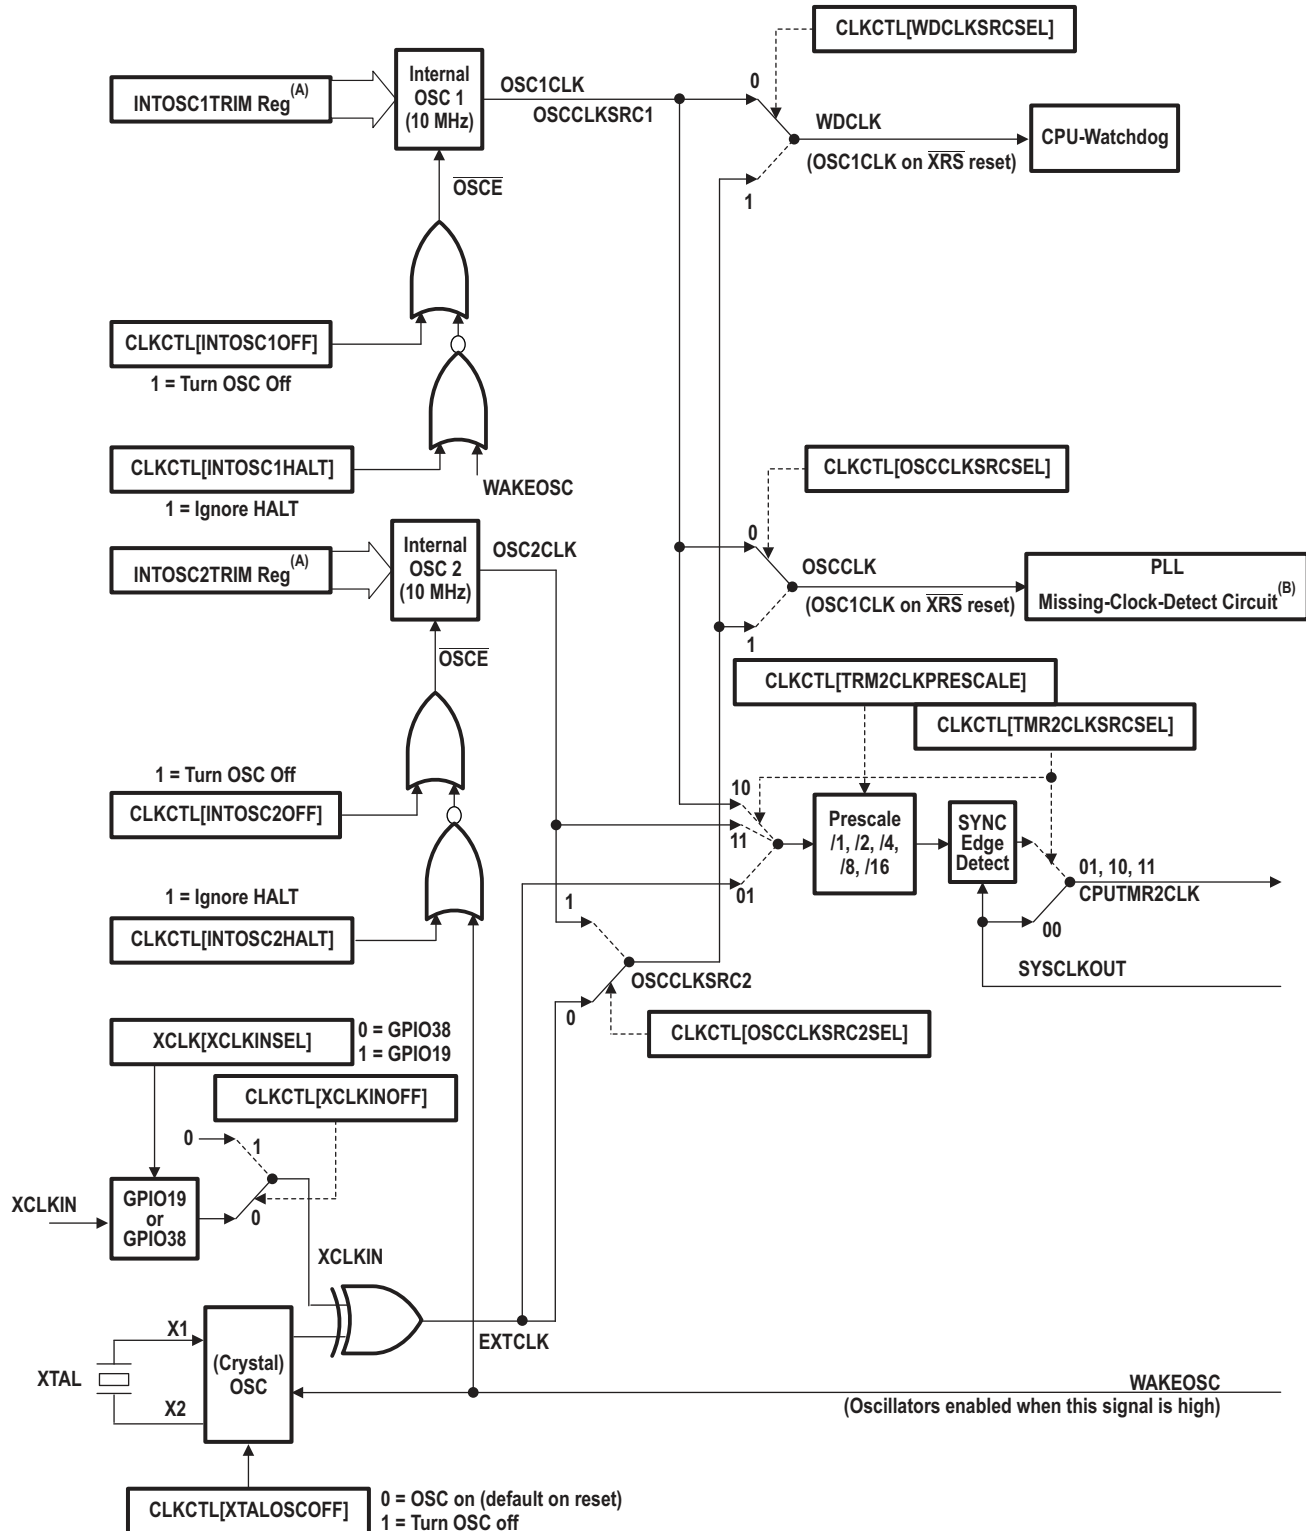 CLKCTL[WDCLKSRCSEL]
INTOSC1TRIM Reg(A)
Internal
OSC 1
(10 MHz)
OSC1CLK
OSCCLKSRC1
0
WDCLK
(OSC1CLK on XRS reset)
CPU-Watchdog
1
OSCE
CLKCTL[INTOSC1OFF]
1 = Turn OSC Off
CLKCTL[INTOSC1HALT]
1 = Ignore HALT
WAKEOSC
CLKCTL[OSCCLKSRCSEL]
INTOSC2TRIM Reg(A)
Internal
OSC 2
(10 MHz)
OSC2CLK
0
OSCCLK
(OSC1CLK on XRS reset)
PLL
Missing-Clock-Detect Circuit(B)
1
OSCE
CLKCTL[TRM2CLKPRESCALE]
CLKCTL[TMR2CLKSRCSEL]
1 = Turn OSC Off
CLKCTL[INTOSC2OFF]
10
11
01
Prescale
/1, /2, /4,
/8, /16
SYNC
Edge
Detect
01, 10, 11
CPUTMR2CLK
00
SYSCLKOUT
1 = Ignore HALT
CLKCTL[INTOSC2HALT]
1
OSCCLKSRC2
0
CLKCTL[OSCCLKSRC2SEL]
XCLK[XCLKINSEL]
0 = GPIO38
1 = GPIO19
CLKCTL[XCLKINOFF]
0
1
XCLKIN
GPIO19
or
GPIO38
0
XCLKIN
EXTCLK
XTAL
X1
X2
(Crystal)
OSC
WAKEOSC
(Oscillators enabled when this signal is high)
CLKCTL[XTALOSCOFF]
0 = OSC on (default on reset)
1 = Turn OSC off